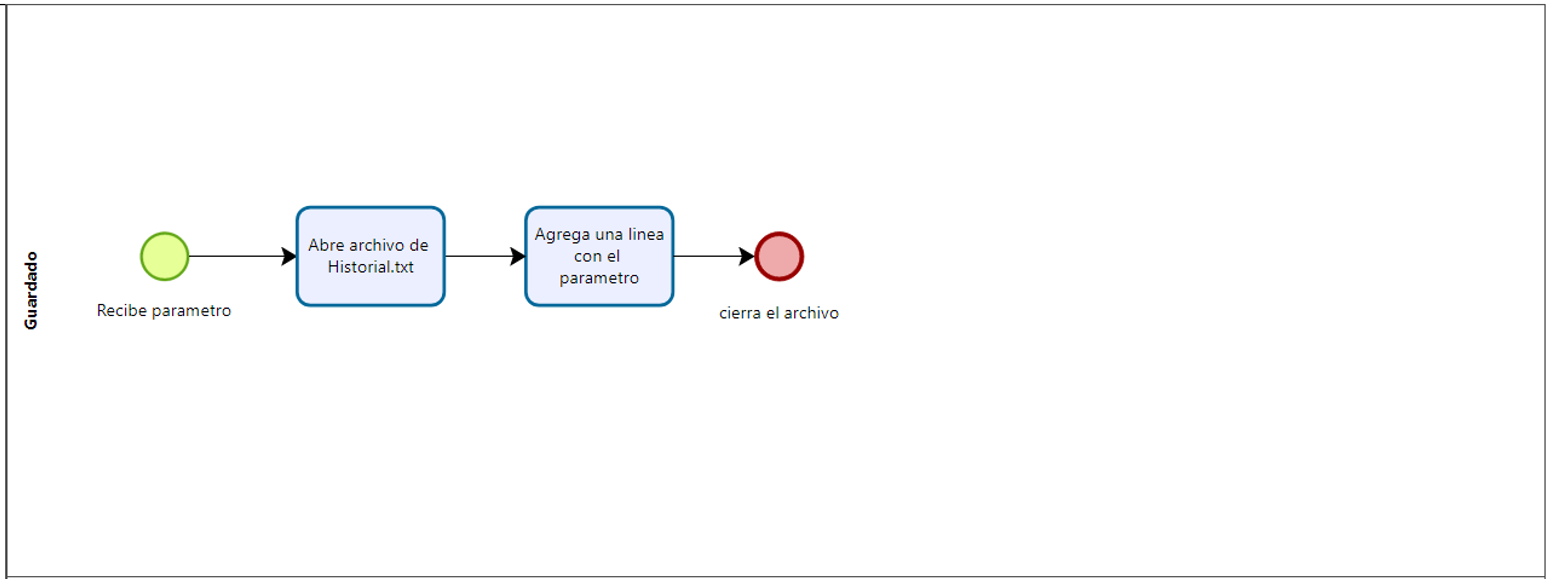 Guardado
Recibe parametro
Abre archivo de
Historial.txt
Agrega una linea
con el
parametro
cierra el archivo